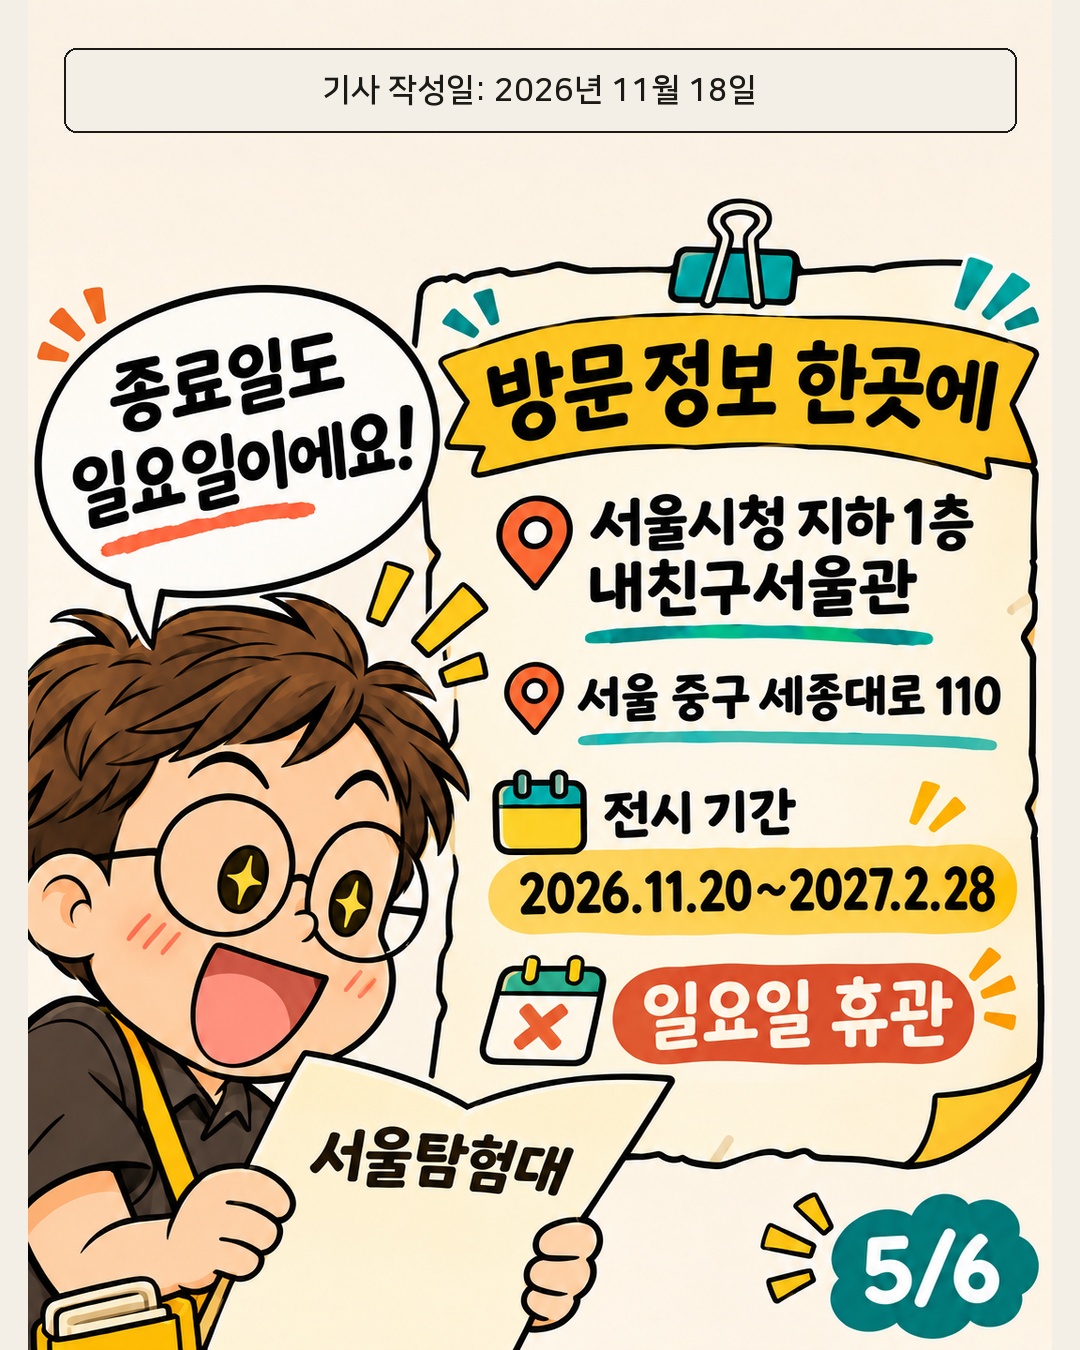 기사 작성일: 2026년 11월 18일
종료일도
일요일이에요!
방문 정보 한곳에
서울시청 지하 1층
내친구서울관
서울 중구 세종대로 110
전시 기간
2026.11.20~2027.2.28
일요일 휴관
서울탐험대
5/6